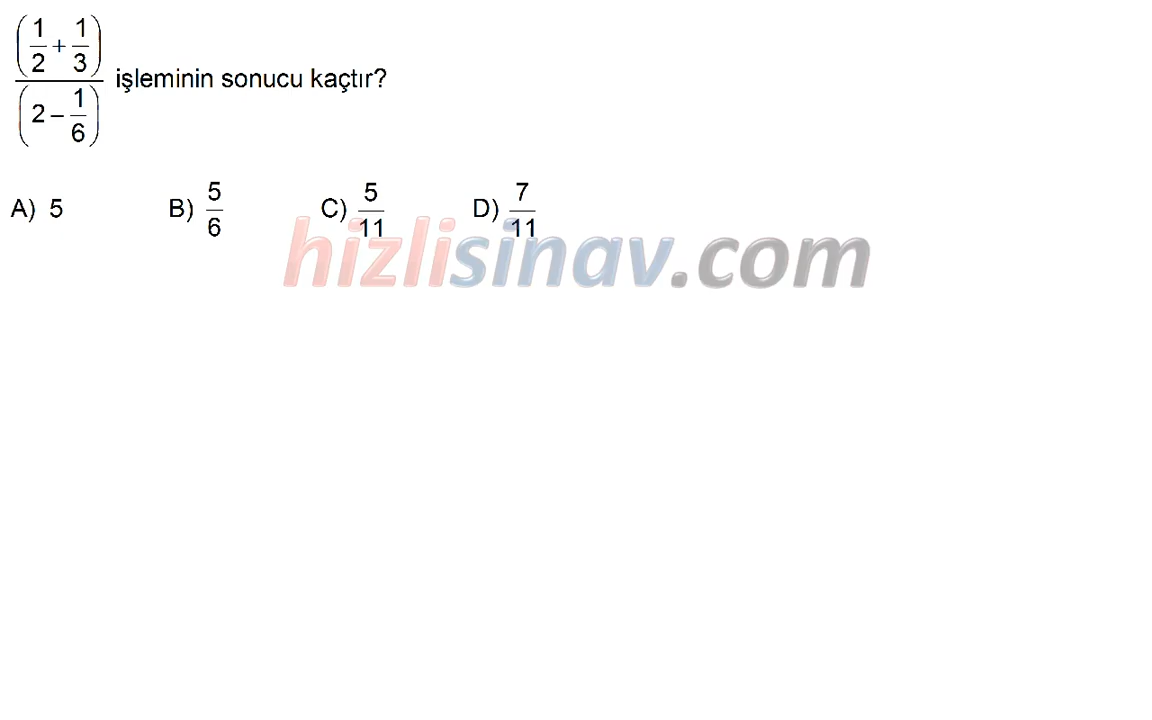 (1/2 + 1/3) / (2 − 1/6) işleminin sonucu kaçtır?
A) 5 B) 5/6 C) 5/11 D) 7/11
hizlisinav.com